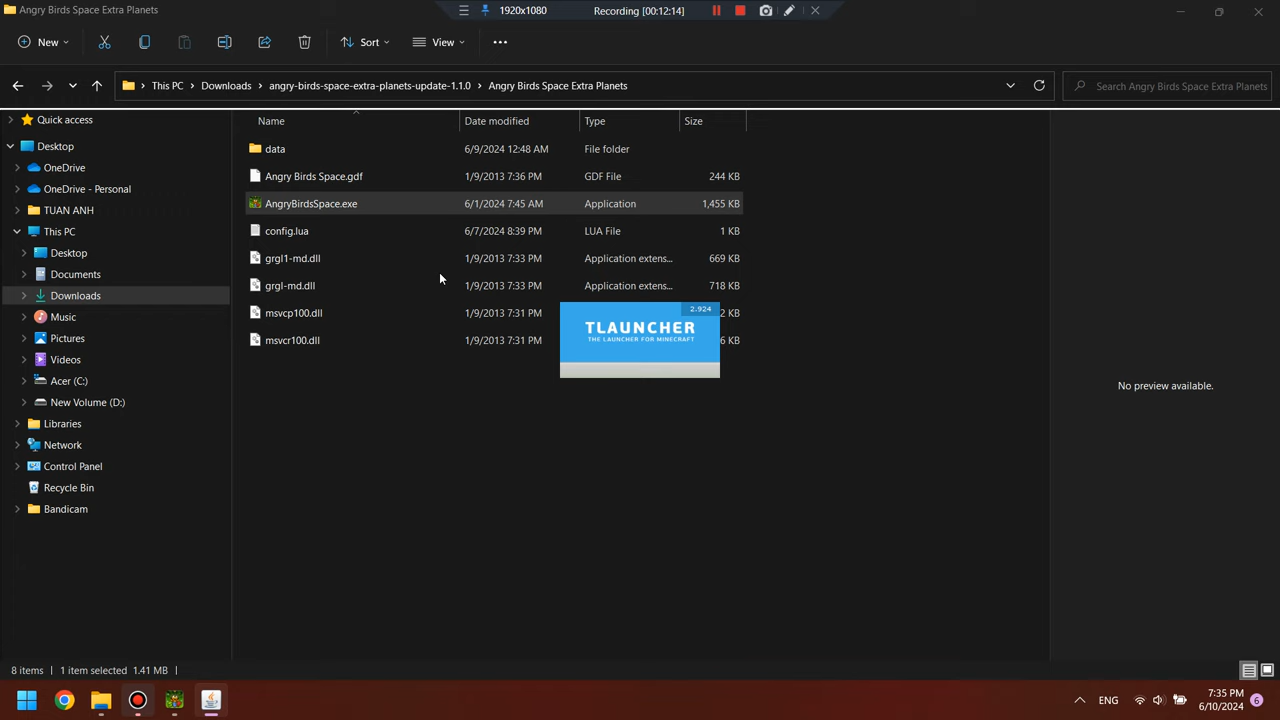 Angry Birds Space Extra Planets
1920x1080
Recording [00:12:14]
New
Sort
View
This PC
Downloads
angry-birds-space-extra-planets-update-1.1.0
Angry Birds Space Extra Planets
Search Angry Birds Space Extra Planets
Quick access
Desktop
OneDrive
OneDrive - Personal
TUAN ANH
This PC
Desktop
Documents
Downloads
Music
Pictures
Videos
Acer (C:)
New Volume (D:)
Libraries
Network
Control Panel
Recycle Bin
Bandicam
Name Date modified Type Size
data 6/9/2024 12:48 AM File folder
Angry Birds Space.gdf 1/9/2013 7:36 PM GDF File 244 KB
AngryBirdsSpace.exe 6/1/2024 7:45 AM Application 1,455 KB
config.lua 6/7/2024 8:39 PM LUA File 1 KB
grgl1-md.dll 1/9/2013 7:33 PM Application extens... 669 KB
grgl-md.dll 1/9/2013 7:33 PM Application extens... 718 KB
msvcp100.dll 1/9/2013 7:31 PM 2 KB
msvcr100.dll 1/9/2013 7:31 PM 6 KB
2.924
TLAUNCHER
THE LAUNCHER FOR MINECRAFT
No preview available.
8 items 1 item selected 1.41 MB
ENG
7:35 PM
6/10/2024
6